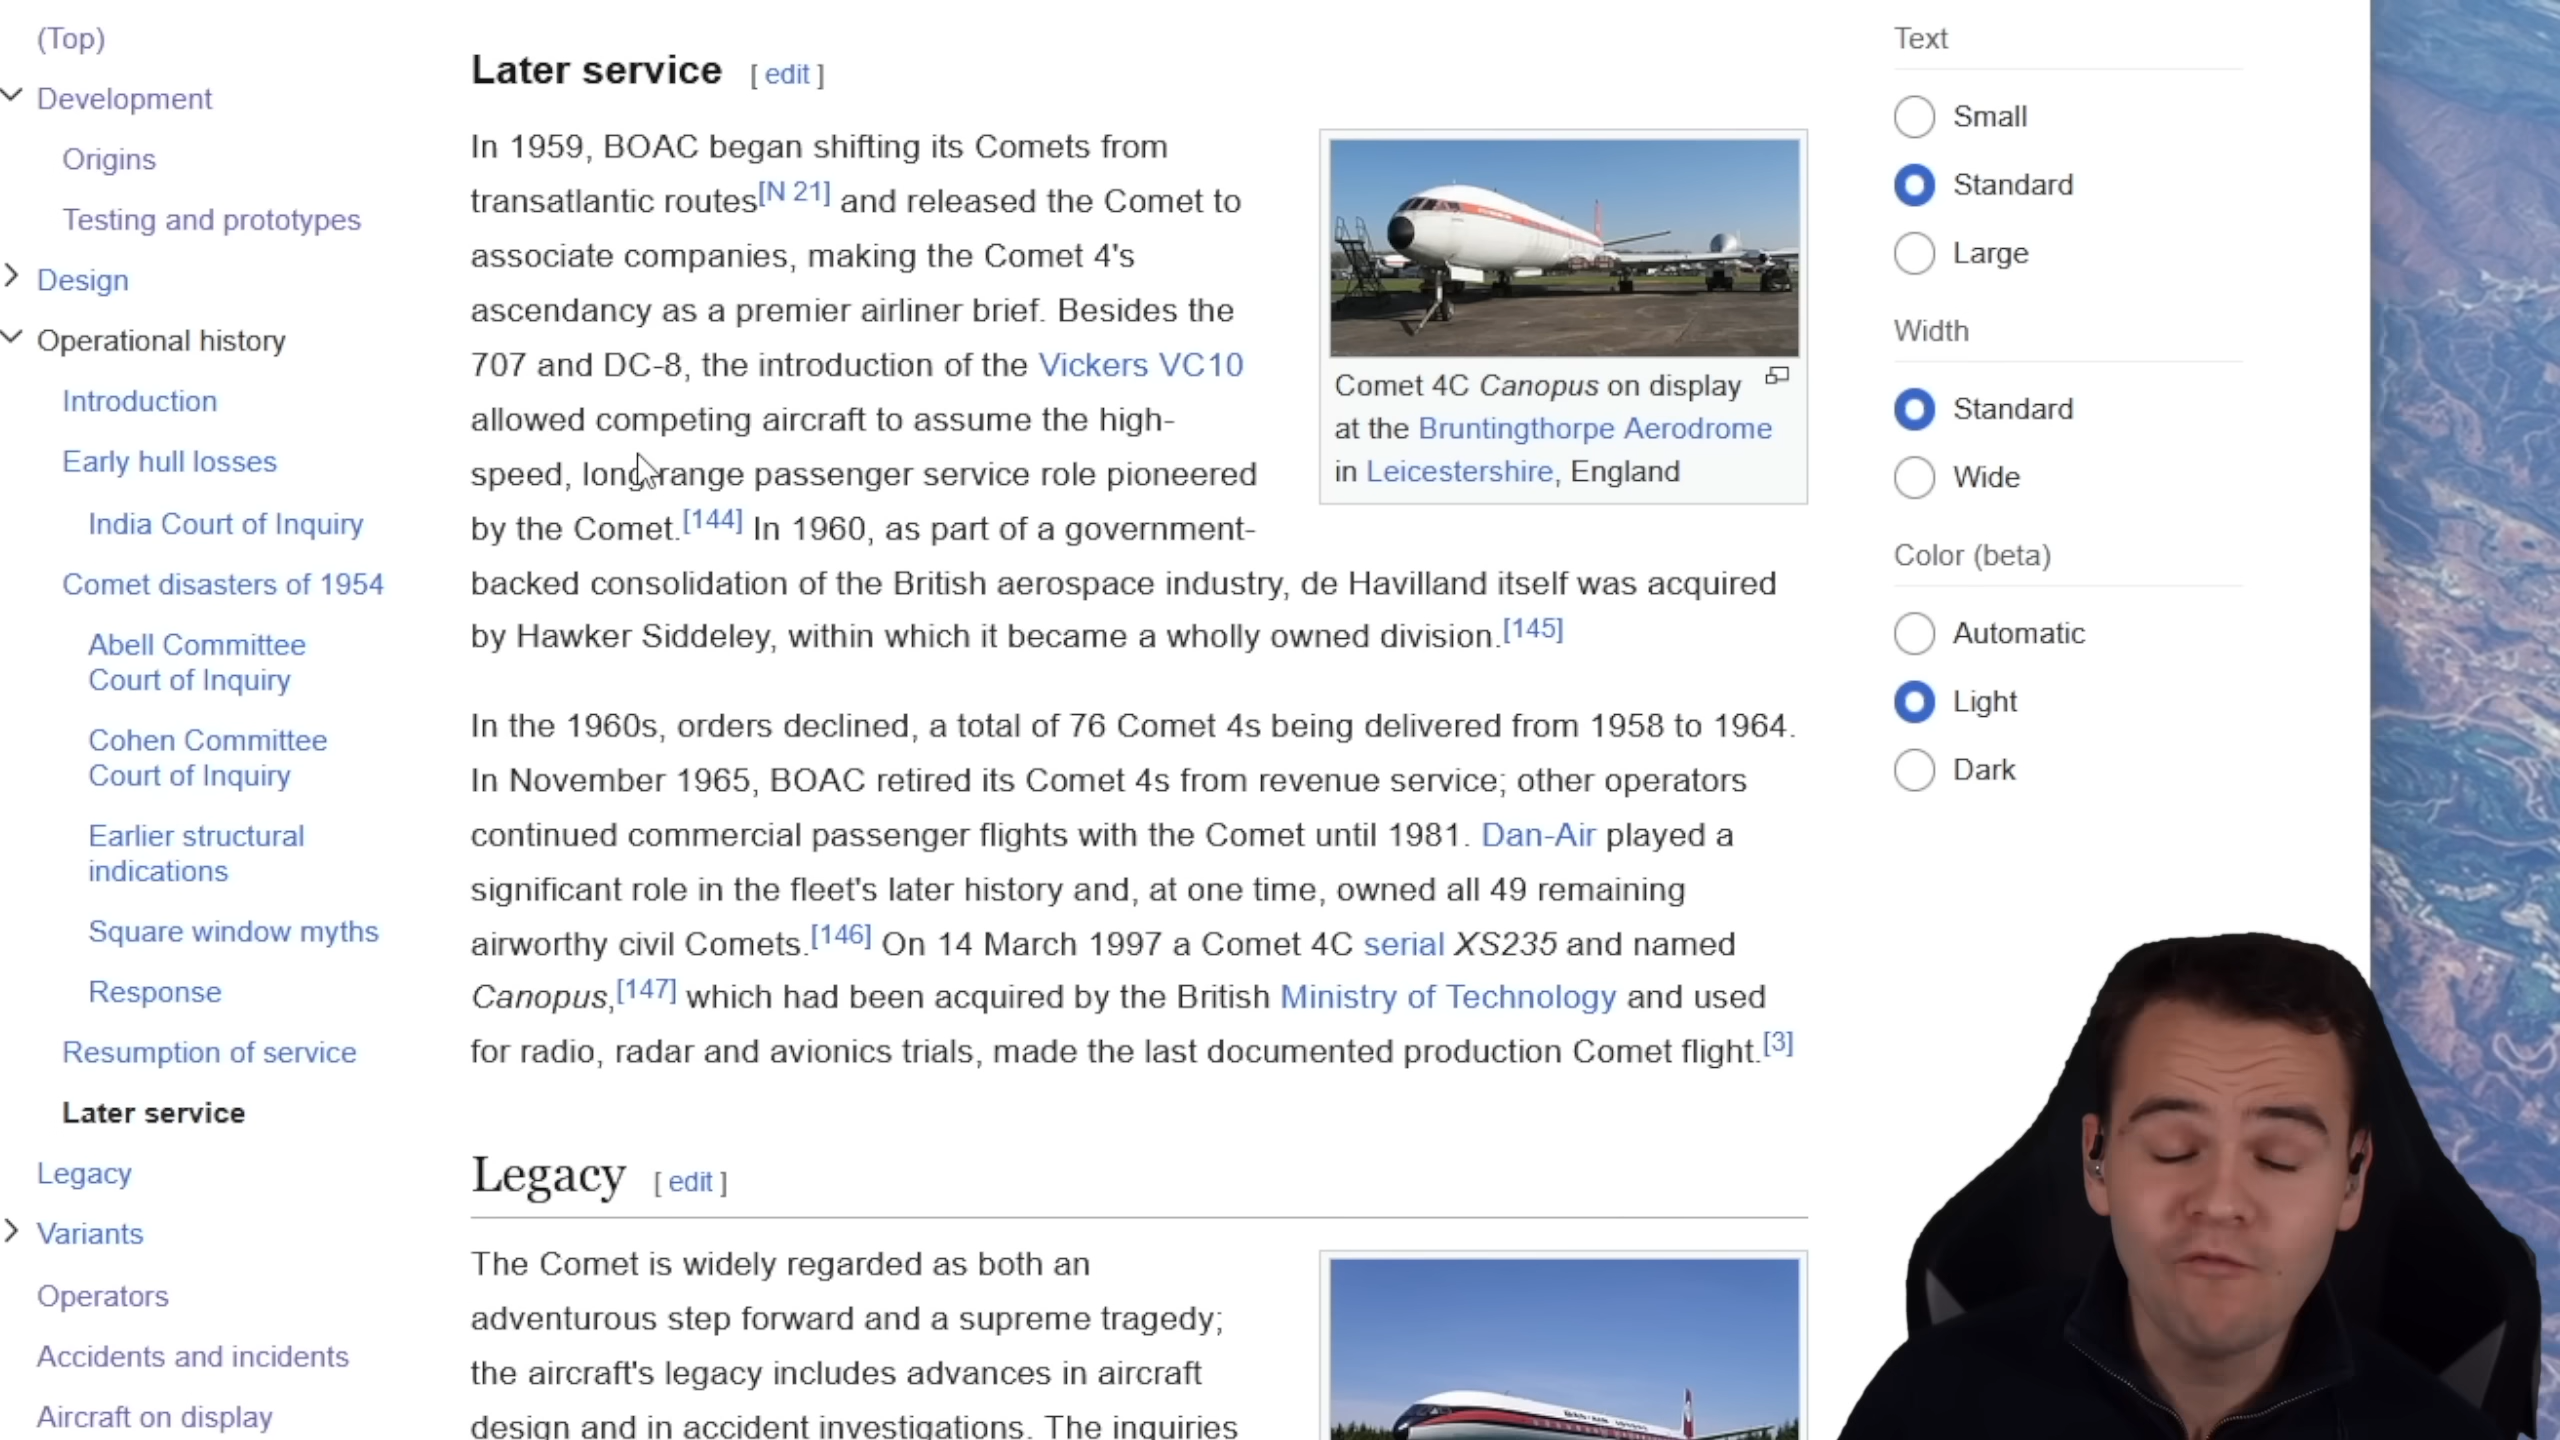 (Top)
Development
Origins
Testing and prototypes
Design
Operational history
Introduction
Early hull losses
India Court of Inquiry
Comet disasters of 1954
Abell Committee
Court of Inquiry
Cohen Committee
Court of Inquiry
Earlier structural
indications
Square window myths
Response
Resumption of service
Later service
Legacy
Variants
Operators
Accidents and incidents
Aircraft on display
Later service [ edit ]
In 1959, BOAC began shifting its Comets from
transatlantic routes[N 21] and released the Comet to
associate companies, making the Comet 4's
ascendancy as a premier airliner brief. Besides the
707 and DC-8, the introduction of the Vickers VC10
allowed competing aircraft to assume the high-
speed, long-range passenger service role pioneered
by the Comet.[144] In 1960, as part of a government-
backed consolidation of the British aerospace industry, de Havilland itself was acquired
by Hawker Siddeley, within which it became a wholly owned division.[145]
Comet 4C Canopus on display
at the Bruntingthorpe Aerodrome
in Leicestershire, England
In the 1960s, orders declined, a total of 76 Comet 4s being delivered from 1958 to 1964.
In November 1965, BOAC retired its Comet 4s from revenue service; other operators
continued commercial passenger flights with the Comet until 1981. Dan-Air played a
significant role in the fleet's later history and, at one time, owned all 49 remaining
airworthy civil Comets.[146] On 14 March 1997 a Comet 4C serial XS235 and named
Canopus,[147] which had been acquired by the British Ministry of Technology and used
for radio, radar and avionics trials, made the last documented production Comet flight.[3]
Legacy [ edit ]
The Comet is widely regarded as both an
adventurous step forward and a supreme tragedy;
the aircraft's legacy includes advances in aircraft
design and in accident investigations. The inquiries
DAN-AIR LONDON
Text
Small
Standard
Large
Width
Standard
Wide
Color (beta)
Automatic
Light
Dark